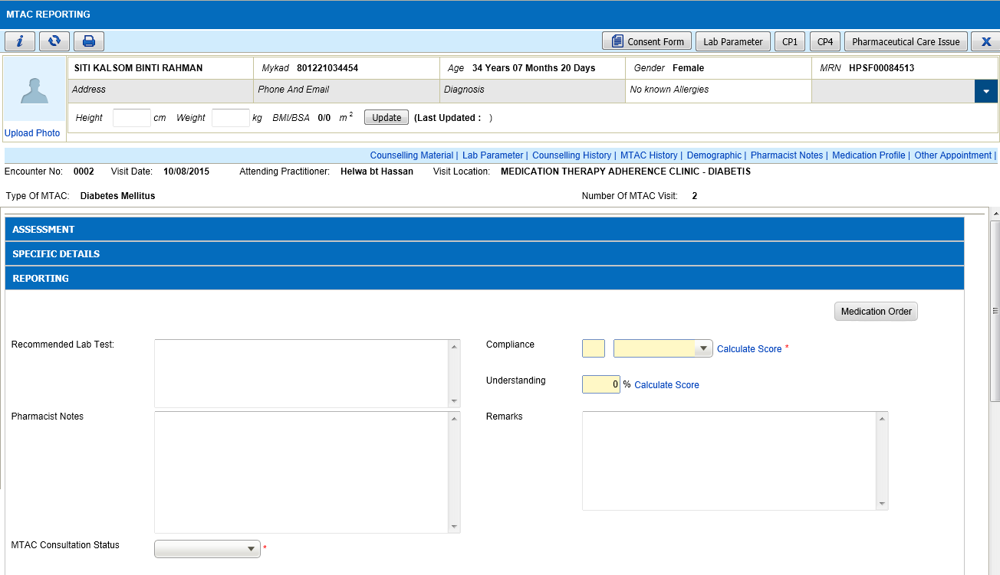 MTAC REPORTING
i Consent Form Lab Parameter CP1 CP4 Pharmaceutical Care Issue X
SITI KALSOM BINTI RAHMAN Mykad 801221034454 Age 34 Years 07 Months 20 Days Gender Female MRN HPSF00084513
Address Phone And Email Diagnosis No known Allergies
Height cm Weight kg BMI/BSA 0/0 m 2 Update (Last Updated : )
Upload Photo
Counselling Material | Lab Parameter | Counselling History | MTAC History | Demographic | Pharmacist Notes | Medication Profile | Other Appointment |
Encounter No: 0002 Visit Date: 10/08/2015 Attending Practitioner: Helwa bt Hassan Visit Location: MEDICATION THERAPY ADHERENCE CLINIC - DIABETIS
Type Of MTAC: Diabetes Mellitus Number Of MTAC Visit: 2
ASSESSMENT
SPECIFIC DETAILS
REPORTING
Medication Order
Recommended Lab Test: Compliance Calculate Score *
Understanding 0 % Calculate Score
Pharmacist Notes Remarks
MTAC Consultation Status *